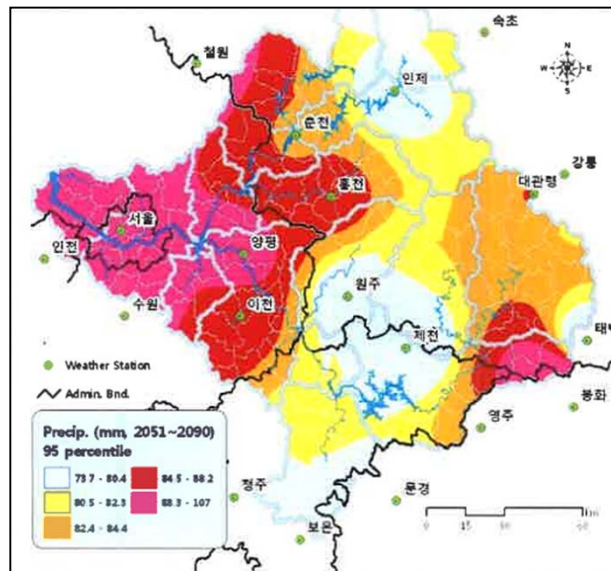 속초
철원
N
W E
S
인제
춘천
강릉
대관령
홍천
서울
인천
양평
원주
수원
이천
제천
태백
Weather Station
Admin. Bnd.
봉화
영주
Precip. (mm, 2051~2090)
95 percentile
73.7 - 80.4
84.5 - 88.2
80.5 - 82.3
88.3 - 107
82.4 - 84.4
청주
문경
보은
0 15 30 60